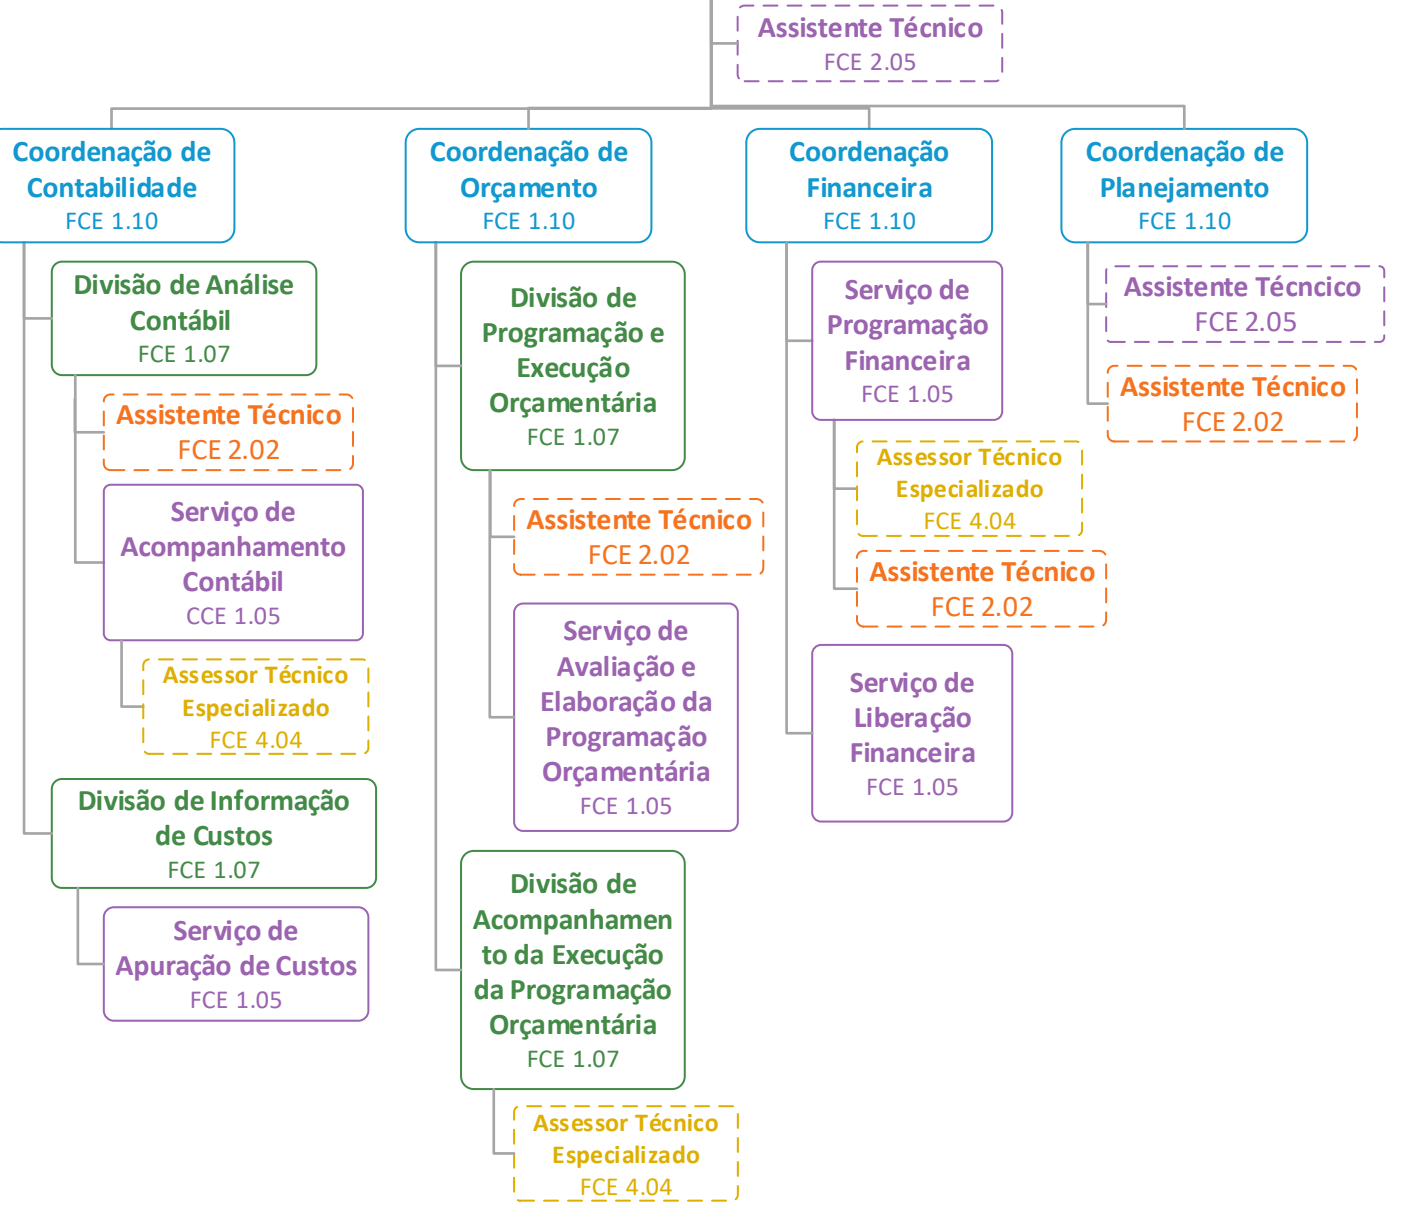 Assistente Técnico
FCE 2.05
Coordenação de
Contabilidade
FCE 1.10
Coordenação de
Orçamento
FCE 1.10
Coordenação
Financeira
FCE 1.10
Coordenação de
Planejamento
FCE 1.10
Divisão de Análise
Contábil
FCE 1.07
Assistente Técnico
FCE 2.02
Serviço de
Acompanhamento
Contábil
CCE 1.05
Assessor Técnico
Especializado
FCE 4.04
Divisão de Informação
de Custos
FCE 1.07
Serviço de
Apuração de Custos
FCE 1.05
Divisão de
Programação e
Execução
Orçamentária
FCE 1.07
Assistente Técnico
FCE 2.02
Serviço de
Avaliação e
Elaboração da
Programação
Orçamentária
FCE 1.05
Divisão de
Acompanhamen
to da Execução
da Programação
Orçamentária
FCE 1.07
Assessor Técnico
Especializado
FCE 4.04
Serviço de
Programação
Financeira
FCE 1.05
Assessor Técnico
Especializado
FCE 4.04
Assistente Técnico
FCE 2.02
Serviço de
Liberação
Financeira
FCE 1.05
Assistente Técncico
FCE 2.05
Assistente Técnico
FCE 2.02